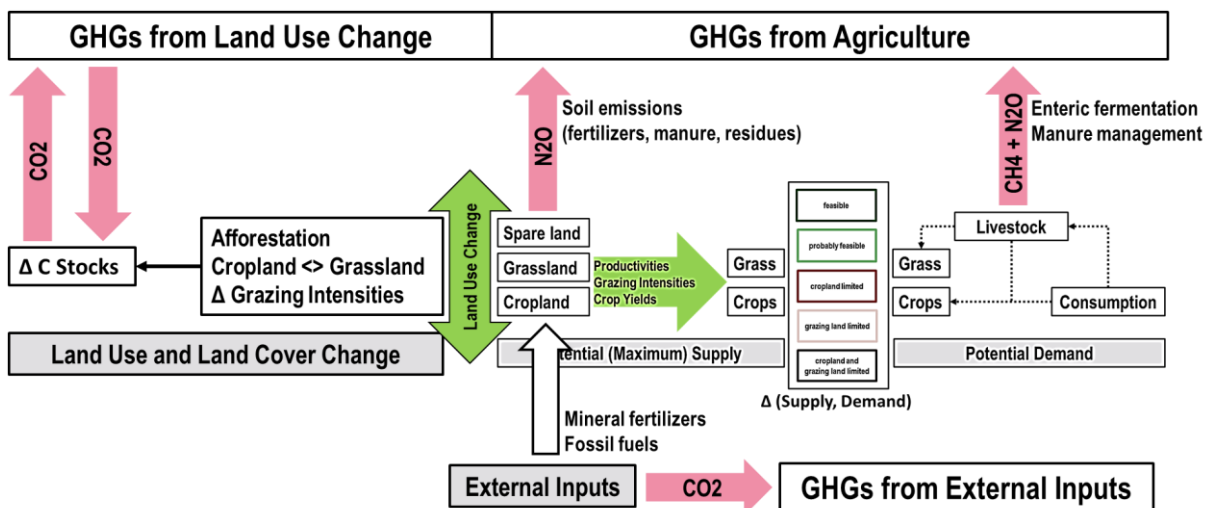 GHGs from Land Use Change
GHGs from Agriculture
CO2
CO2
N2O
Soil emissions
(fertilizers, manure, residues)
CH4 + N2O
Enteric fermentation
Manure management
Δ C Stocks
Afforestation
Cropland <> Grassland
Δ Grazing Intensities
Land Use Change
Spare land
Grassland
Cropland
Productivities
Grazing Intensities
Crop Yields
Grass
Crops
feasible
probably feasible
cropland limited
grazing land limited
cropland and
grazing land limited
Livestock
Grass
Crops
Consumption
Land Use and Land Cover Change
tential (Maximum) Supply
Potential Demand
Δ (Supply, Demand)
Mineral fertilizers
Fossil fuels
External Inputs
CO2
GHGs from External Inputs